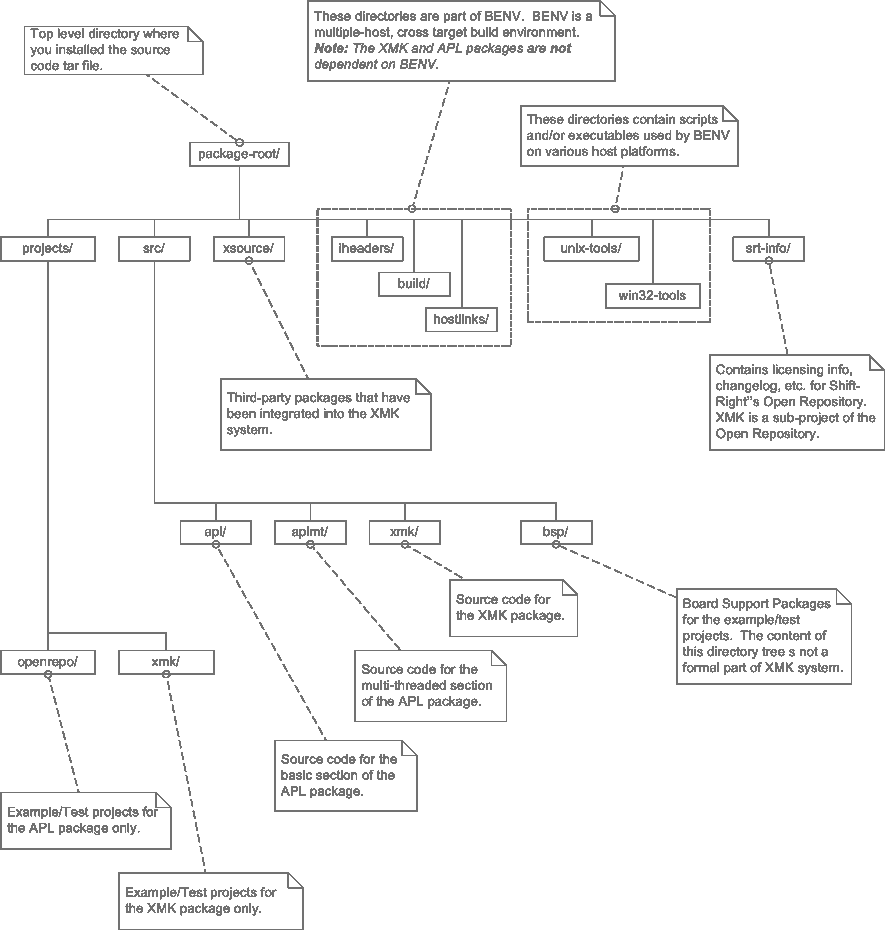 Top level directory where
you installed the source
code tar file.
These directories are part of BENV.  BENV is a
multiple-host, cross target build environment.
Note: The XMK and APL packages are not
dependent on BENV.
These directories contain scripts
and/or executables used by BENV
on various host platforms.
package-root/
projects/
src/
xsource/
iheaders/
build/
hostlinks/
unix-tools/
win32-tools
srt-info/
Third-party packages that have
been integrated into the XMK
system.
Contains licensing info,
changelog, etc. for Shift-
Right"s Open Repository.
XMK is a sub-project of the
Open Repository.
apl/
aplmt/
xmk/
bsp/
Source code for
the XMK package.
Board Support Packages
for the example/test
projects.  The content of
this directory tree s not a
formal part of XMK system.
openrepo/
xmk/
Source code for the
multi-threaded section
of the APL package.
Source code for the
basic section of the
APL package.
Example/Test projects for
the APL package only.
Example/Test projects for
the XMK package only.